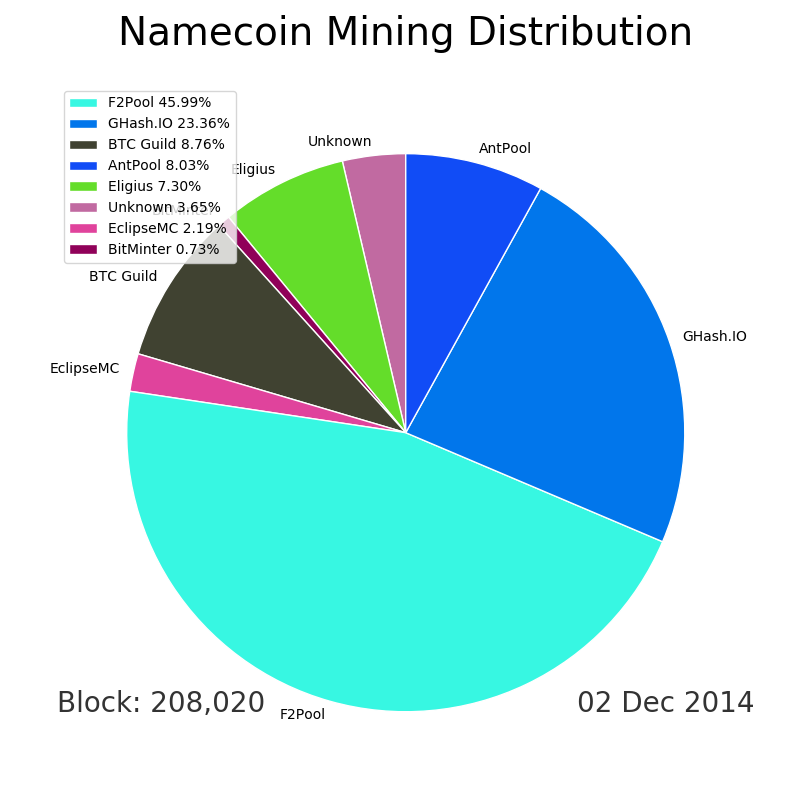 Namecoin Mining Distribution
F2Pool 45.99%
GHash.IO 23.36%
BTC Guild 8.76%
AntPool 8.03%
Eligius 7.30%
Unknown 3.65%
EclipseMC 2.19%
BitMinter 0.73%
Unknown
AntPool
Eligius
BitMinter
BTC Guild
GHash.IO
EclipseMC
F2Pool
Block: 208,020
02 Dec 2014